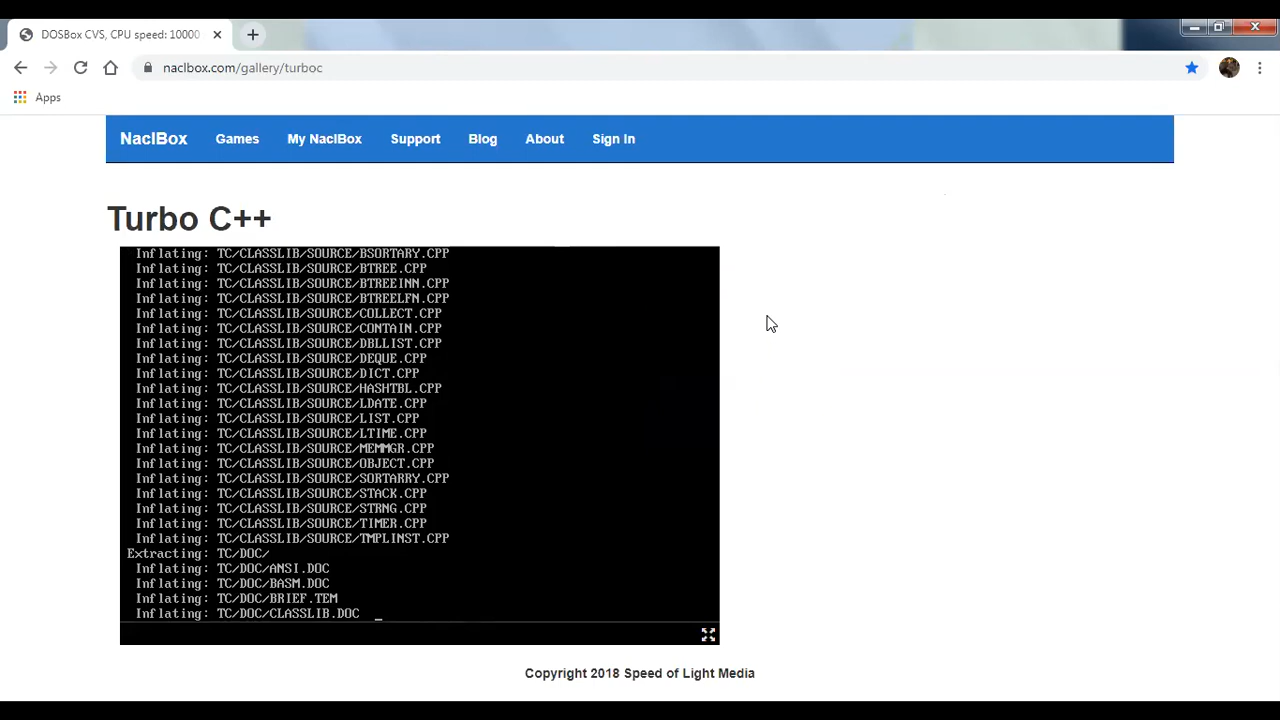 DOSBox CVS, CPU speed: 10000
naclbox.com/gallery/turboc
Apps
NaclBox Games My NaclBox Support Blog About Sign In
Turbo C++
Inflating: TC/CLASSLIB/SOURCE/BSORTARY.CPP
Inflating: TC/CLASSLIB/SOURCE/BTREE.CPP
Inflating: TC/CLASSLIB/SOURCE/BTREEINN.CPP
Inflating: TC/CLASSLIB/SOURCE/BTREELFN.CPP
Inflating: TC/CLASSLIB/SOURCE/COLLECT.CPP
Inflating: TC/CLASSLIB/SOURCE/CONTAIN.CPP
Inflating: TC/CLASSLIB/SOURCE/DBLLIST.CPP
Inflating: TC/CLASSLIB/SOURCE/DEQUE.CPP
Inflating: TC/CLASSLIB/SOURCE/DICT.CPP
Inflating: TC/CLASSLIB/SOURCE/HASHTBL.CPP
Inflating: TC/CLASSLIB/SOURCE/LDATE.CPP
Inflating: TC/CLASSLIB/SOURCE/LIST.CPP
Inflating: TC/CLASSLIB/SOURCE/LTIME.CPP
Inflating: TC/CLASSLIB/SOURCE/MEMMGR.CPP
Inflating: TC/CLASSLIB/SOURCE/OBJECT.CPP
Inflating: TC/CLASSLIB/SOURCE/SORTARRY.CPP
Inflating: TC/CLASSLIB/SOURCE/STACK.CPP
Inflating: TC/CLASSLIB/SOURCE/STRNG.CPP
Inflating: TC/CLASSLIB/SOURCE/TIMER.CPP
Inflating: TC/CLASSLIB/SOURCE/TMPLINST.CPP
Extracting: TC/DOC/
Inflating: TC/DOC/ANSI.DOC
Inflating: TC/DOC/BASM.DOC
Inflating: TC/DOC/BRIEF.TEM
Inflating: TC/DOC/CLASSLIB.DOC _
Copyright 2018 Speed of Light Media